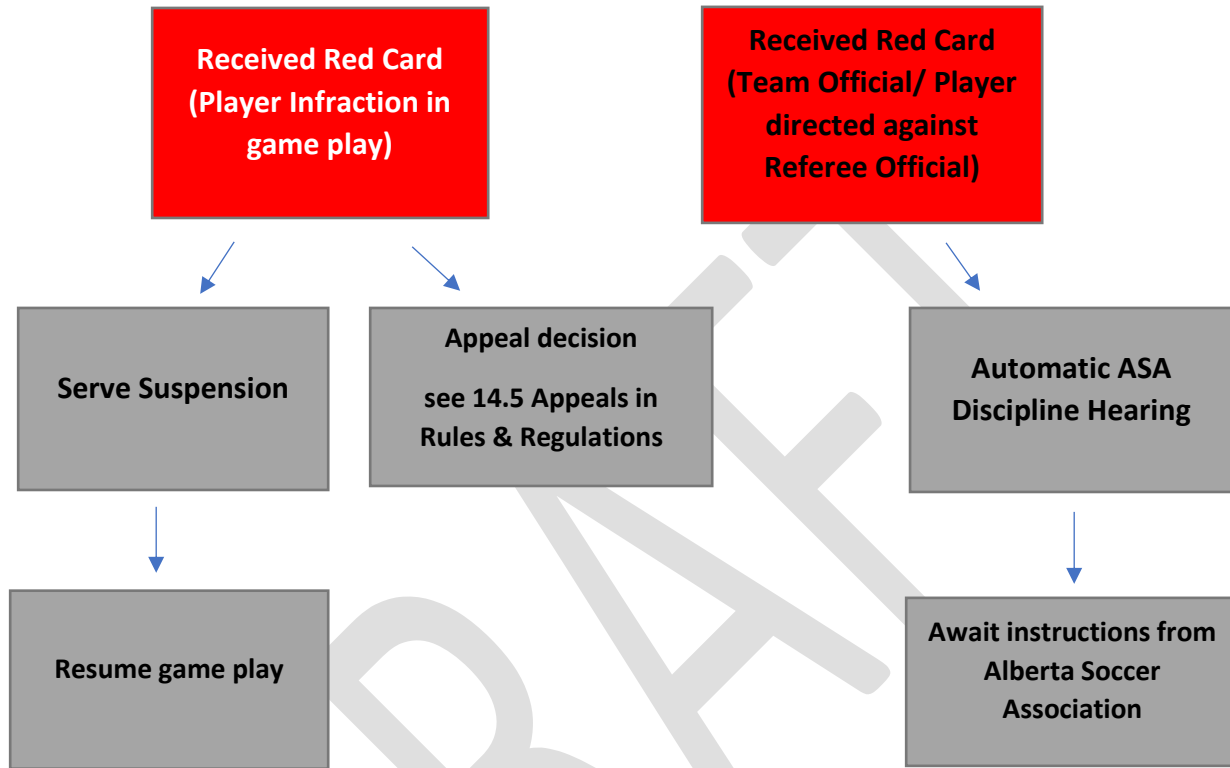 Received Red Card
(Player Infraction in
game play)
Received Red Card
(Team Official/ Player
directed against
Referee Official)
Serve Suspension
Appeal decision
see 14.5 Appeals in
Rules & Regulations
Automatic ASA
Discipline Hearing
Resume game play
Await instructions from
Alberta Soccer
Association
DRAFT